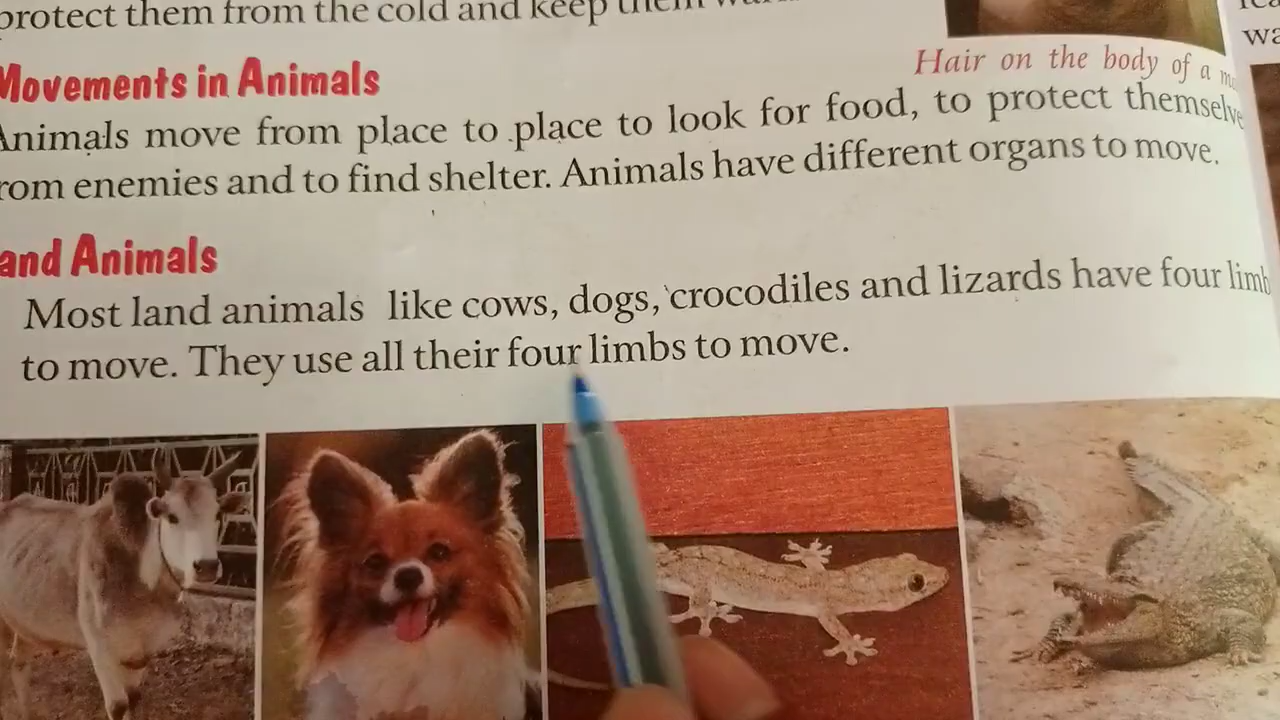 protect them from the cold and keep them
Hair on the body of a
Movements in Animals
Animals move from place to place to look for food, to protect themselve
rom enemies and to find shelter. Animals have different organs to move.
and Animals
Most land animals like cows, dogs, crocodiles and lizards have four limb
to move. They use all their four limbs to move.